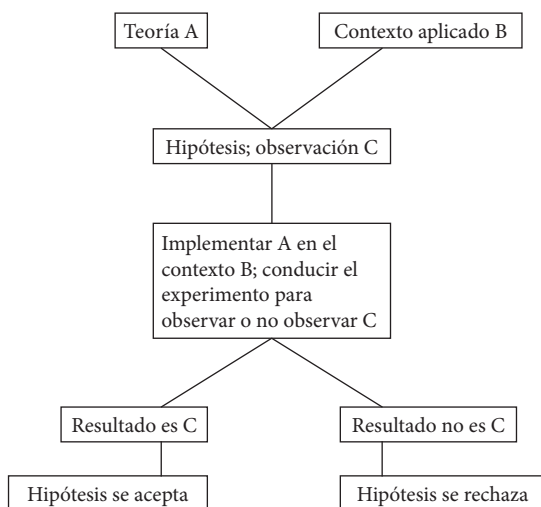 Teoría A
Contexto aplicado B
Hipótesis; observación C
Implementar A en el
contexto B; conducir el
experimento para
observar o no observar C
Resultado es C
Resultado no es C
Hipótesis se acepta
Hipótesis se rechaza